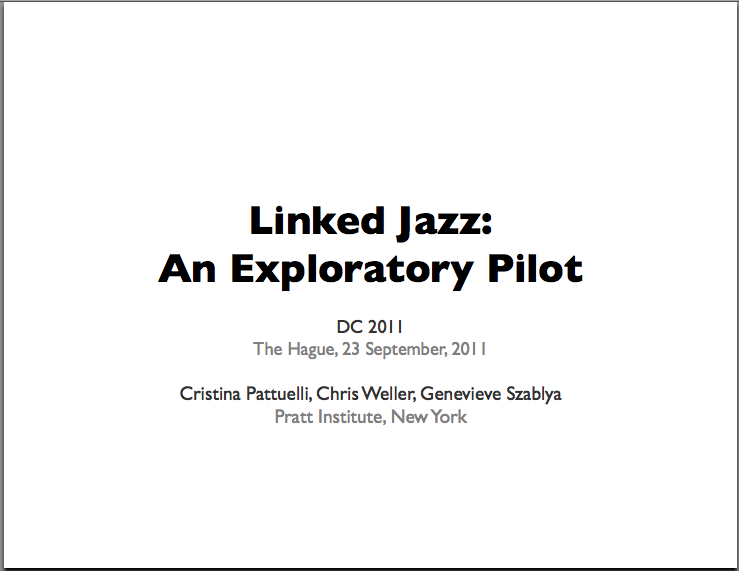 Linked Jazz:
An Exploratory Pilot
DC 2011
The Hague, 23 September, 2011
Cristina Pattuelli, Chris Weller, Genevieve Szablya
Pratt Institute, New York